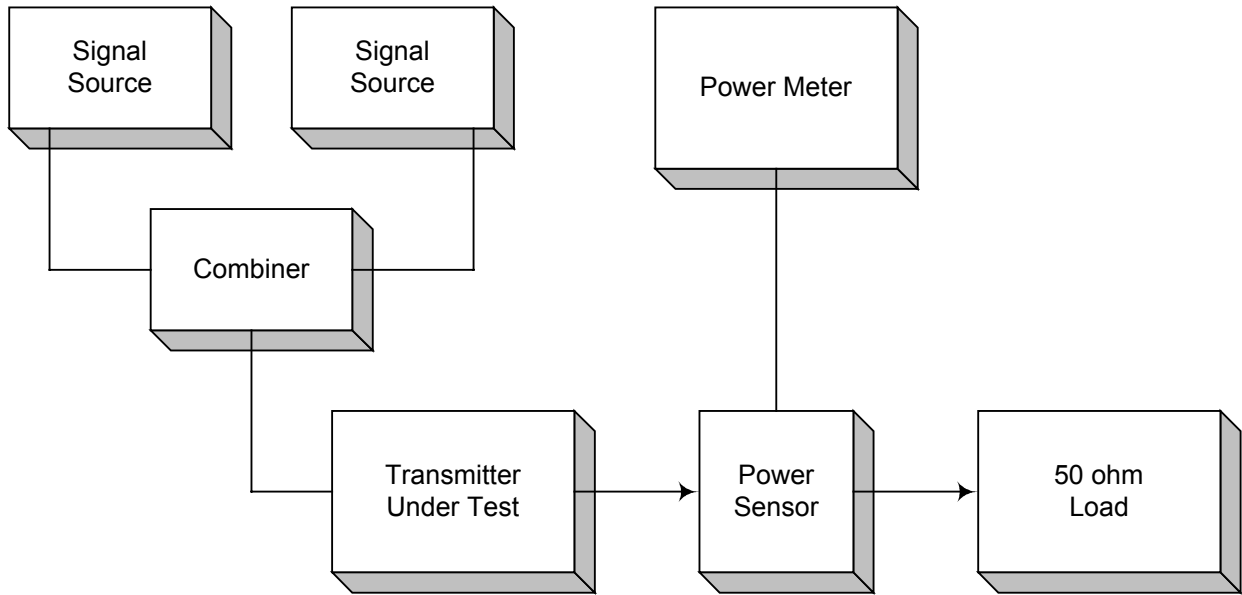 Signal
Source
Signal
Source
Power Meter
Combiner
Transmitter
Under Test
Power
Sensor
50 ohm
Load